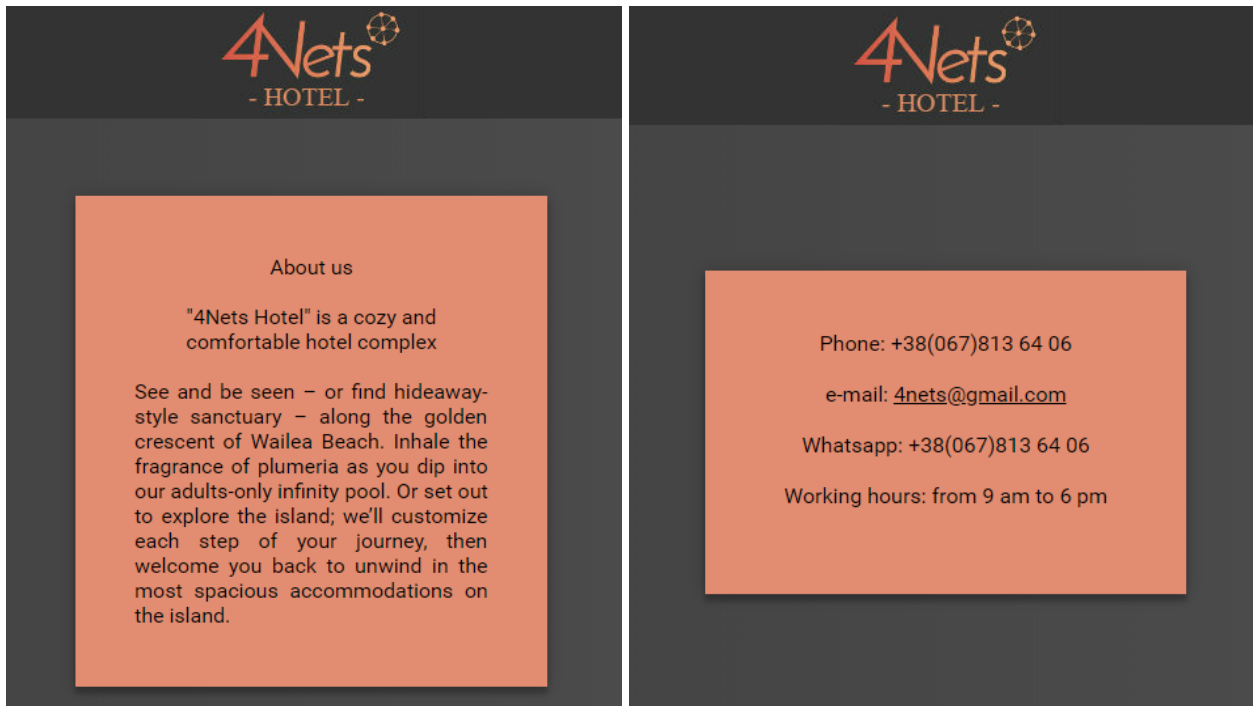 4Nets
- HOTEL -
About us
"4Nets Hotel" is a cozy and
comfortable hotel complex
See and be seen – or find hideaway-
style sanctuary – along the golden
crescent of Wailea Beach. Inhale the
fragrance of plumeria as you dip into
our adults-only infinity pool. Or set out
to explore the island; we’ll customize
each step of your journey, then
welcome you back to unwind in the
most spacious accommodations on
the island.
4Nets
- HOTEL -
Phone: +38(067)813 64 06
e-mail: 4nets@gmail.com
Whatsapp: +38(067)813 64 06
Working hours: from 9 am to 6 pm